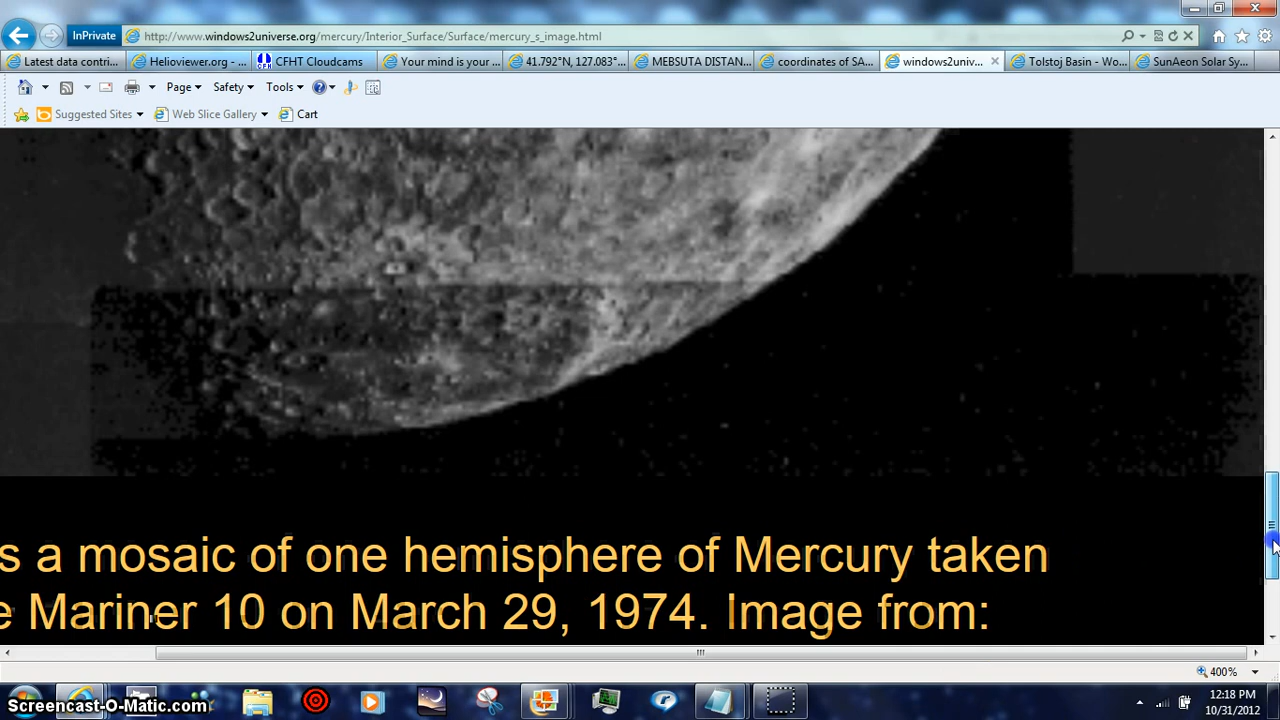 InPrivate
http://www.windows2universe.org/mercury/Interior_Surface/Surface/mercury_s_image.html
Latest data contri...
Helioviewer.org - ...
CFHT Cloudcams
Your mind is your ...
41.792°N, 127.083°...
MEBSUTA DISTAN...
coordinates of SA...
windows2univ...
Tolstoj Basin - Wo...
SunAeon Solar Sy...
Page
Safety
Tools
Suggested Sites
Web Slice Gallery
Cart
s a mosaic of one hemisphere of Mercury taken
e Mariner 10 on March 29, 1974. Image from:
400%
Screencast-O-Matic.com
12:18 PM
10/31/2012